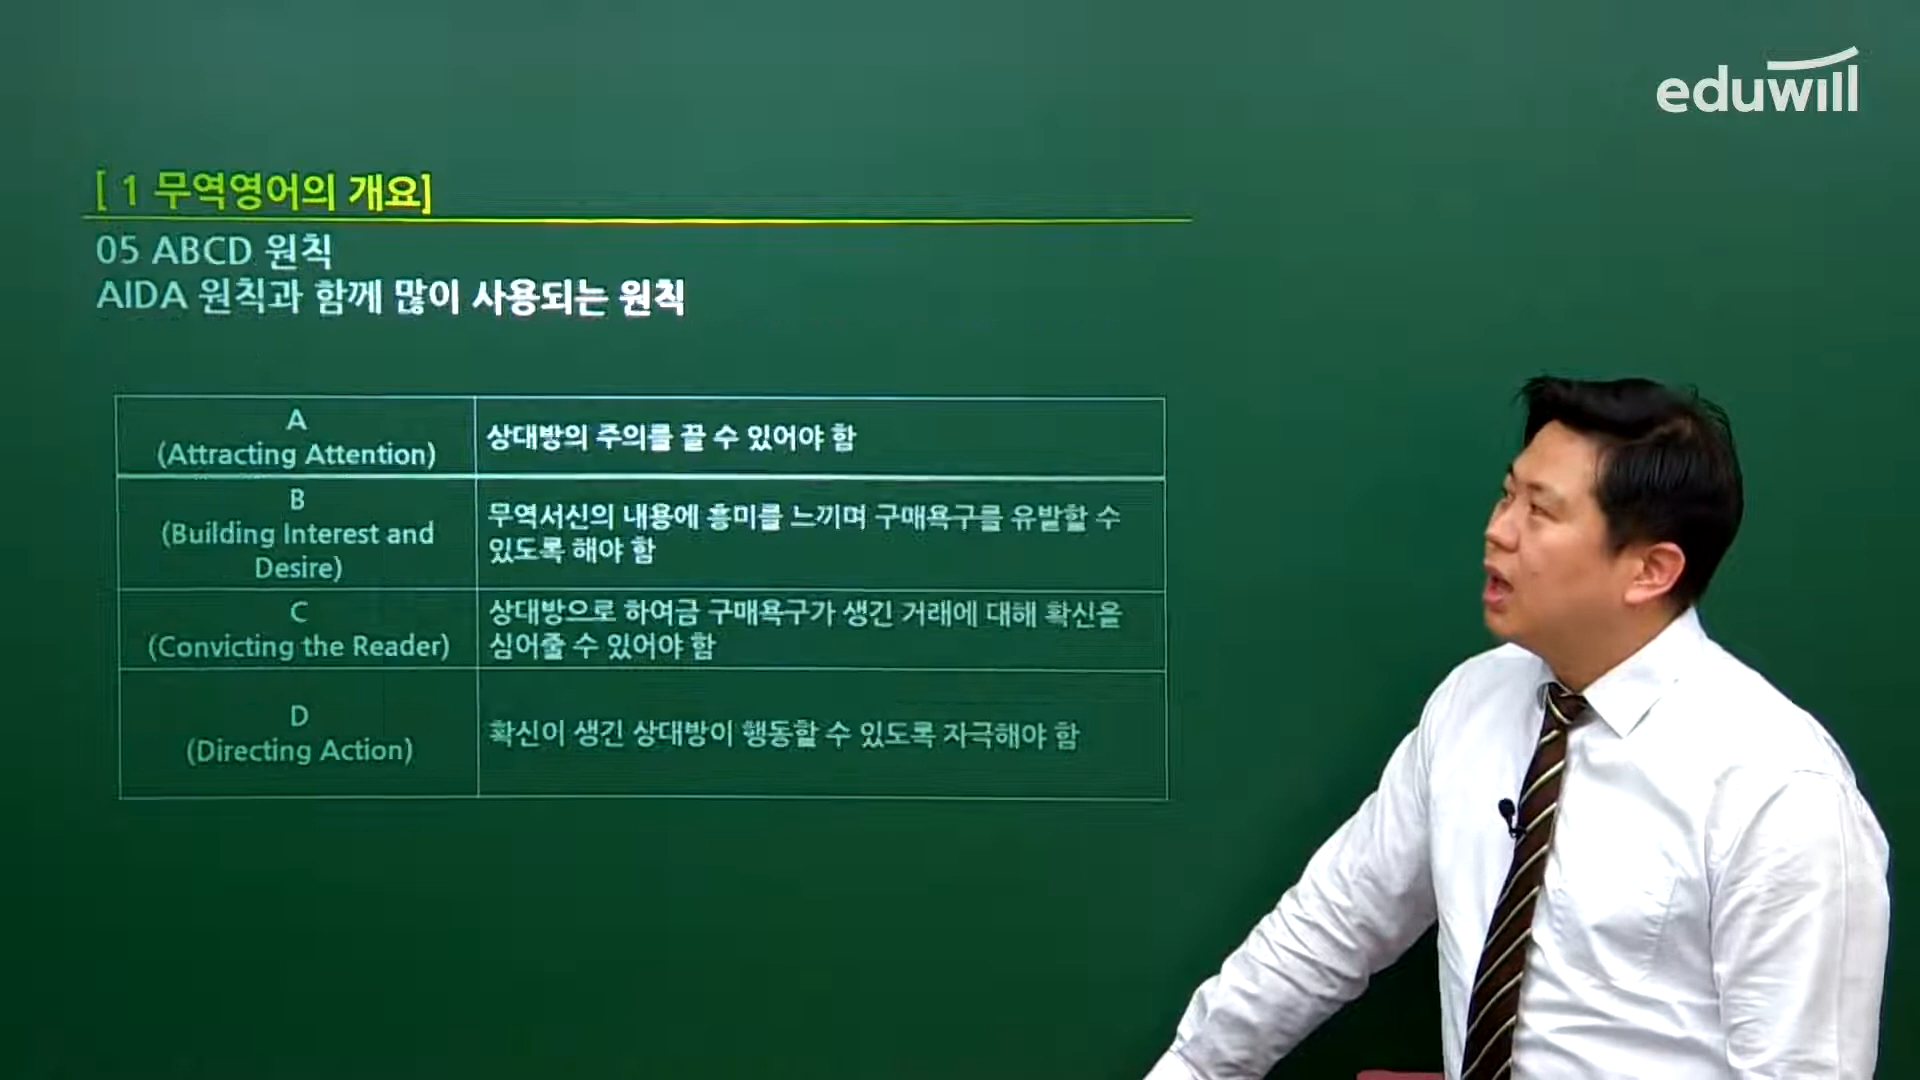 eduwill
[ 1 무역영어의 개요]
05 ABCD 원칙
AIDA 원칙과 함께 많이 사용되는 원칙
A
(Attracting Attention)
상대방의 주의를 끌 수 있어야 함
B
(Building Interest and
Desire)
무역서신의 내용에 흥미를 느끼며 구매욕구를 유발할 수
있도록 해야 함
C
(Convicting the Reader)
상대방으로 하여금 구매욕구가 생긴 거래에 대해 확신을
심어줄 수 있어야 함
D
(Directing Action)
확신이 생긴 상대방이 행동할 수 있도록 자극해야 함